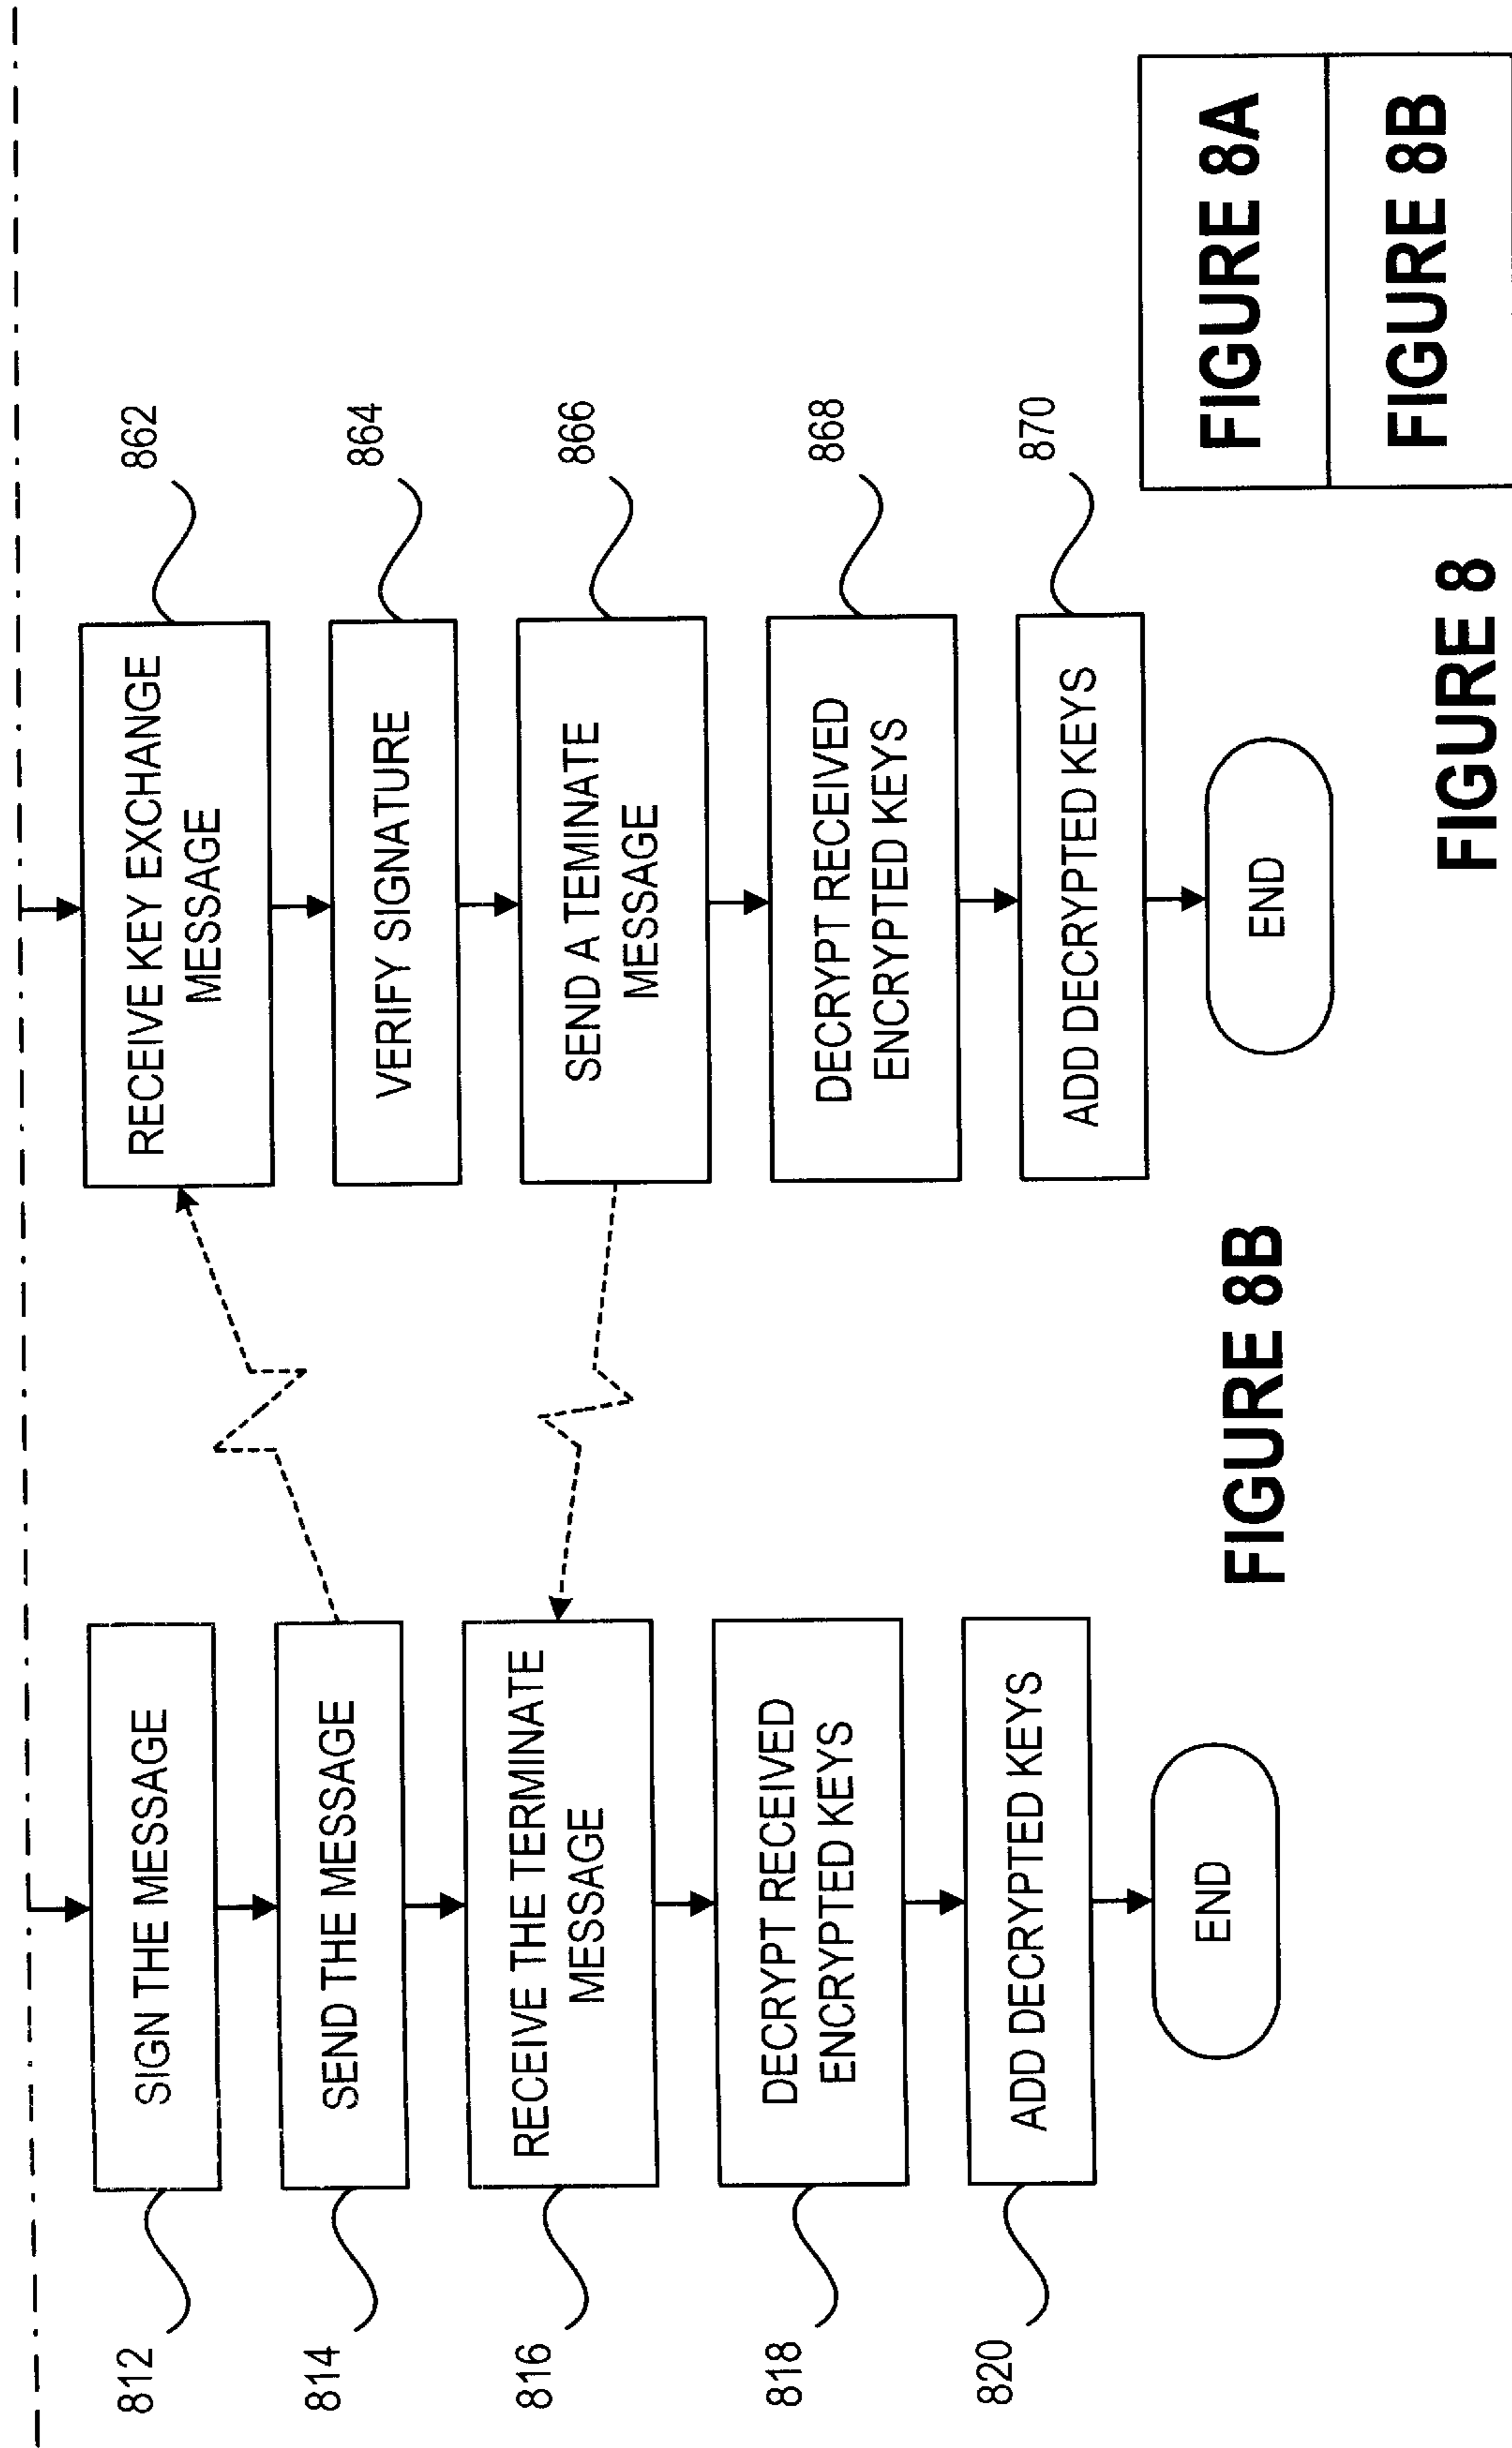 812
SIGN THE MESSAGE
814
SEND THE MESSAGE
816
RECEIVE THE TERMINATE
MESSAGE
818
DECRYPT RECEIVED
ENCRYPTED KEYS
820
ADD DECRYPTED KEYS
END
862
RECEIVE KEY EXCHANGE
MESSAGE
864
VERIFY SIGNATURE
866
SEND A TEMINATE
MESSAGE
868
DECRYPT RECEIVED
ENCRYPTED KEYS
870
ADD DECRYPTED KEYS
END
FIGURE 8B
FIGURE 8A
FIGURE 8B
FIGURE 8